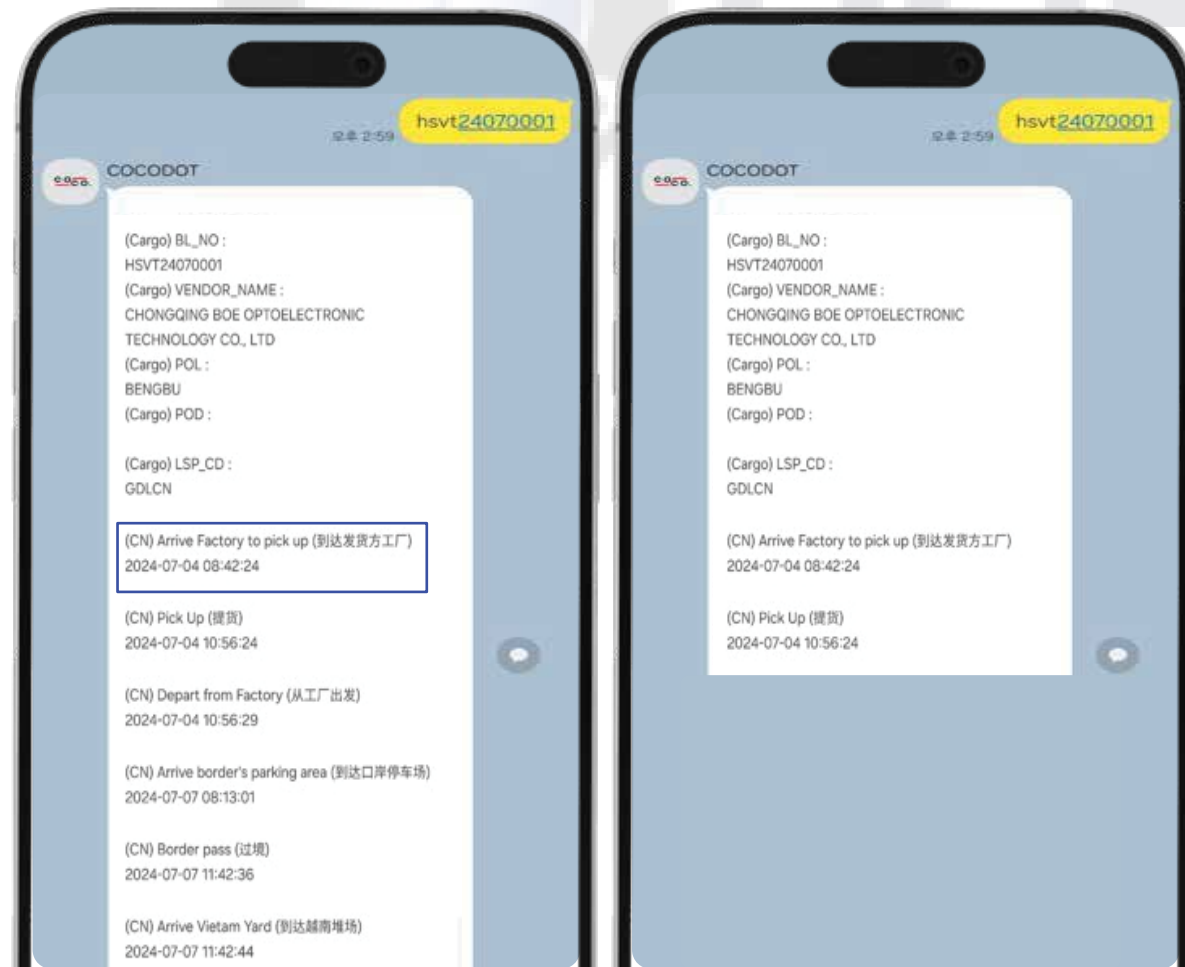 hsvt24070001
오후 2:59
coco.
COCODOT
(Cargo) BL_NO :
HSVT24070001
(Cargo) VENDOR_NAME :
CHONGQING BOE OPTOELECTRONIC
TECHNOLOGY CO., LTD
(Cargo) POL :
BENGBU
(Cargo) POD :
(Cargo) LSP_CD :
GDLCN
(CN) Arrive Factory to pick up (到达发货方工厂)
2024-07-04 08:42:24
(CN) Pick Up (提货)
2024-07-04 10:56:24
(CN) Depart from Factory (从工厂出发)
2024-07-04 10:56:29
(CN) Arrive border's parking area (到达口岸停车场)
2024-07-07 08:13:01
(CN) Border pass (过境)
2024-07-07 11:42:36
(CN) Arrive Vietam Yard (到达越南堆场)
2024-07-07 11:42:44
hsvt24070001
오후 2:59
coco.
COCODOT
(Cargo) BL_NO :
HSVT24070001
(Cargo) VENDOR_NAME :
CHONGQING BOE OPTOELECTRONIC
TECHNOLOGY CO., LTD
(Cargo) POL :
BENGBU
(Cargo) POD :
(Cargo) LSP_CD :
GDLCN
(CN) Arrive Factory to pick up (到达发货方工厂)
2024-07-04 08:42:24
(CN) Pick Up (提货)
2024-07-04 10:56:24